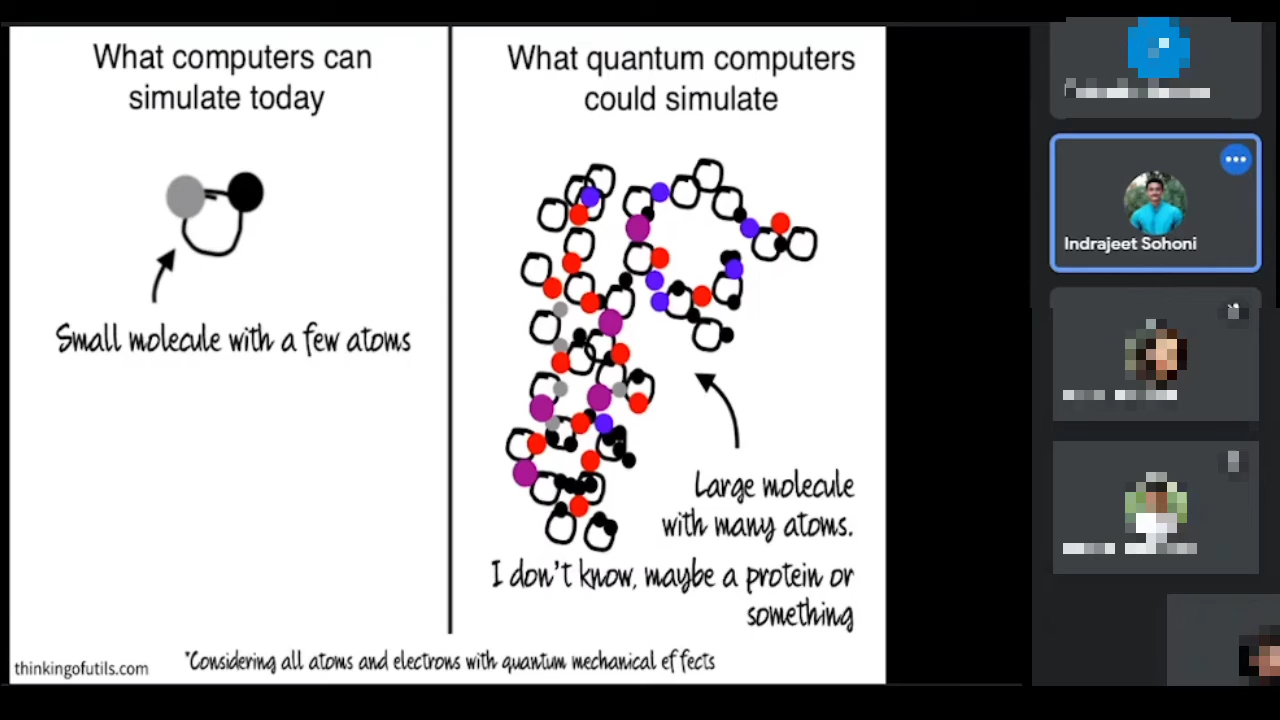 What computers can
simulate today
Small molecule with a few atoms
What quantum computers
could simulate
Large molecule
with many atoms.
I don't know, maybe a protein or
something
*Considering all atoms and electrons with quantum mechanical effects
thinkingofutils.com
Indrajeet Sohoni